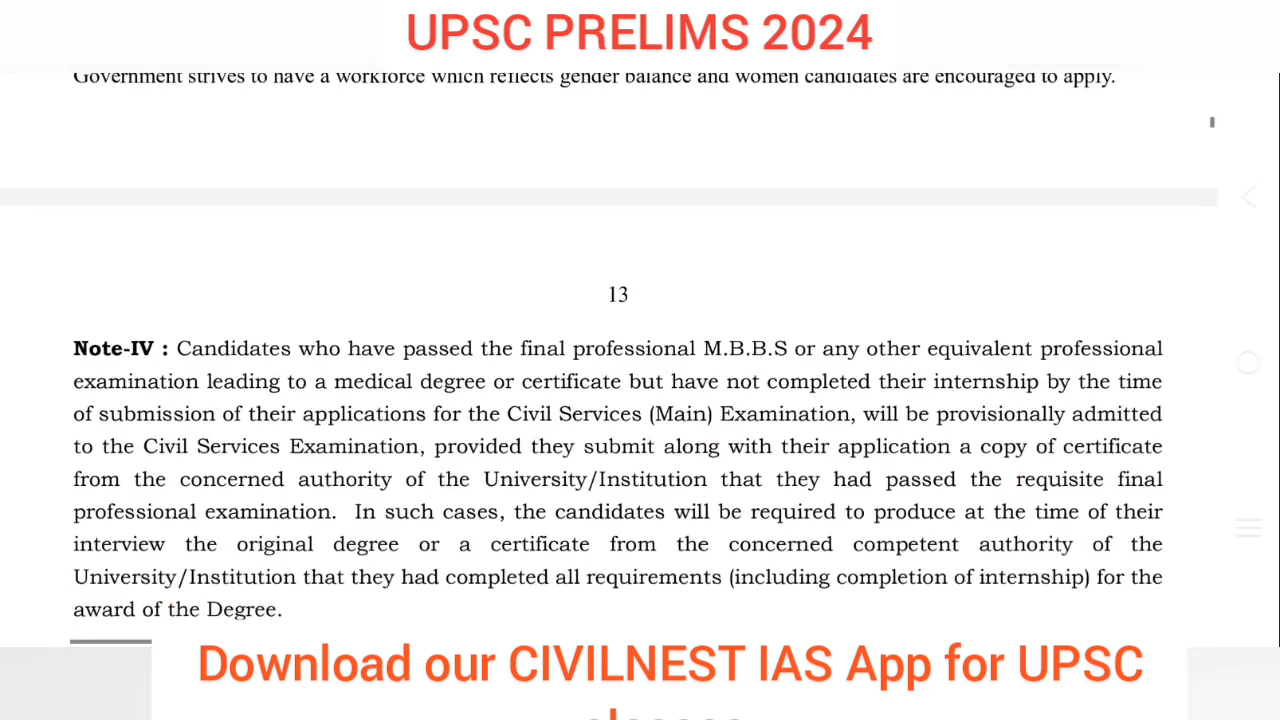 UPSC PRELIMS 2024
Government strives to have a workforce which reflects gender balance and women candidates are encouraged to apply.
13
Note-IV : Candidates who have passed the final professional M.B.B.S or any other equivalent professional
examination leading to a medical degree or certificate but have not completed their internship by the time
of submission of their applications for the Civil Services (Main) Examination, will be provisionally admitted
to the Civil Services Examination, provided they submit along with their application a copy of certificate
from the concerned authority of the University/Institution that they had passed the requisite final
professional examination. In such cases, the candidates will be required to produce at the time of their
interview the original degree or a certificate from the concerned competent authority of the
University/Institution that they had completed all requirements (including completion of internship) for the
award of the Degree.
Download our CIVILNEST IAS App for UPSC